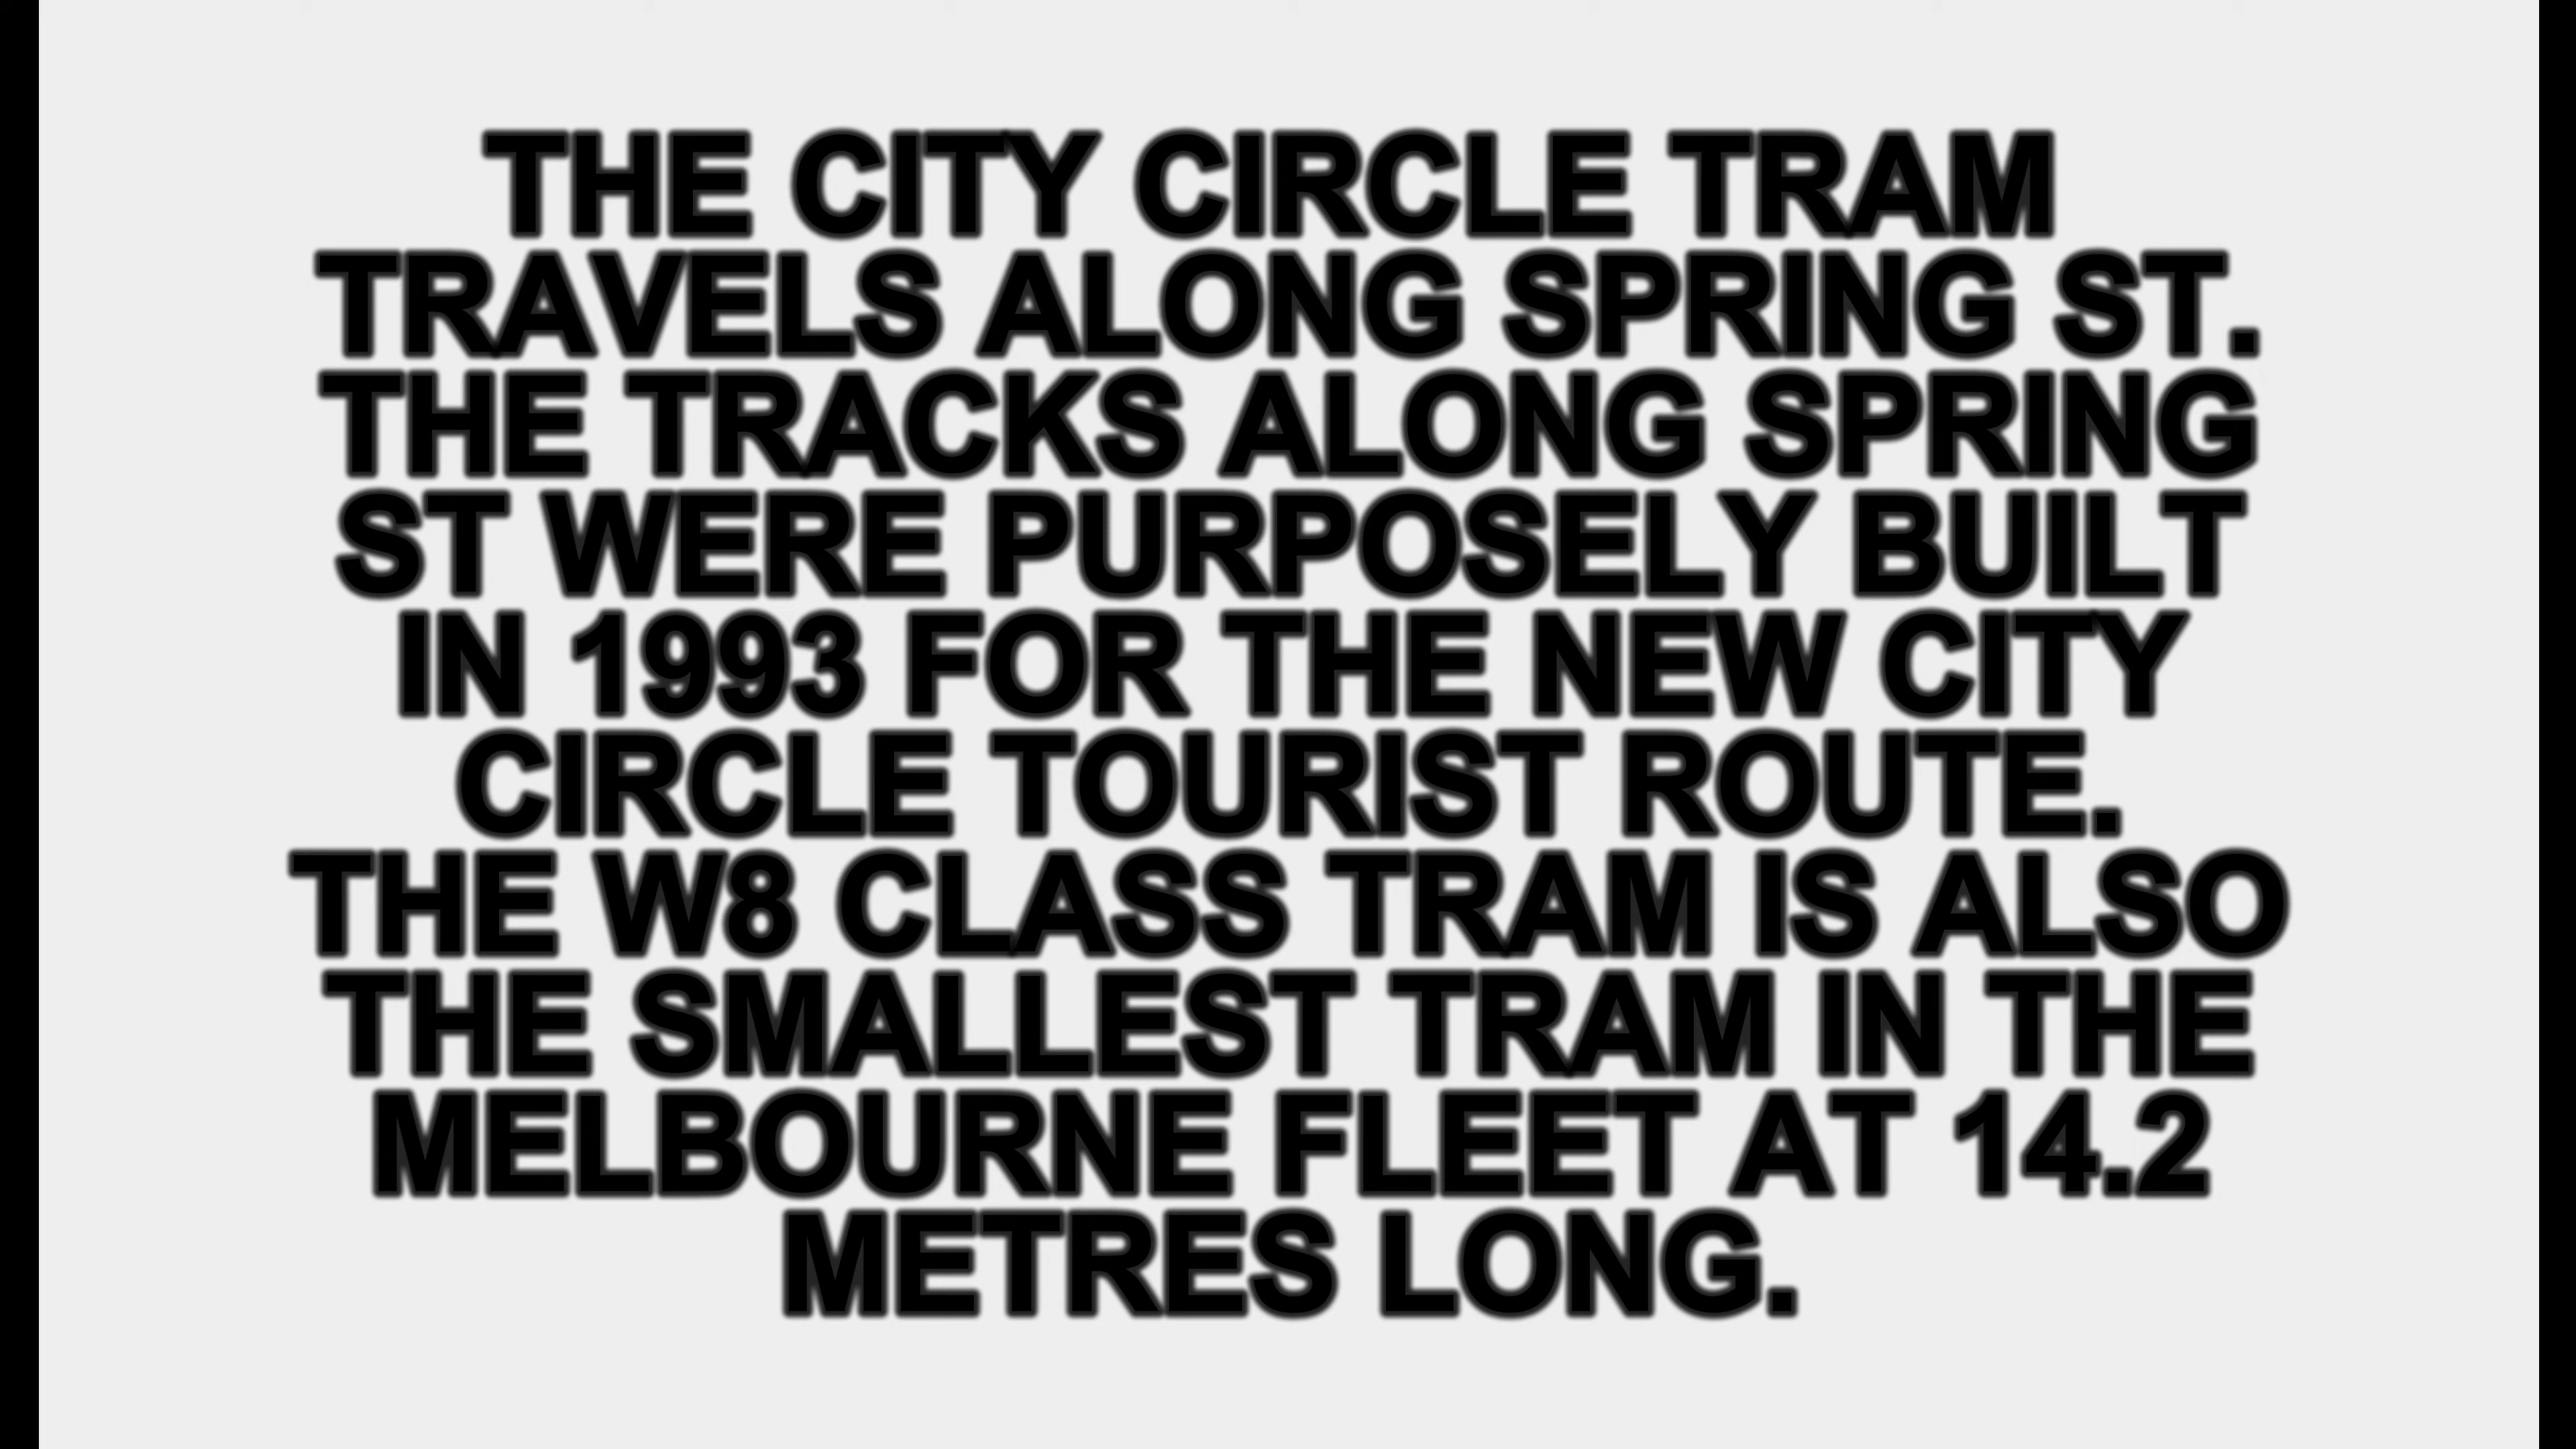 THE CITY CIRCLE TRAM
TRAVELS ALONG SPRING ST.
THE TRACKS ALONG SPRING
ST WERE PURPOSELY BUILT
IN 1993 FOR THE NEW CITY
CIRCLE TOURIST ROUTE.
THE W8 CLASS TRAM IS ALSO
THE SMALLEST TRAM IN THE
MELBOURNE FLEET AT 14.2
METRES LONG.